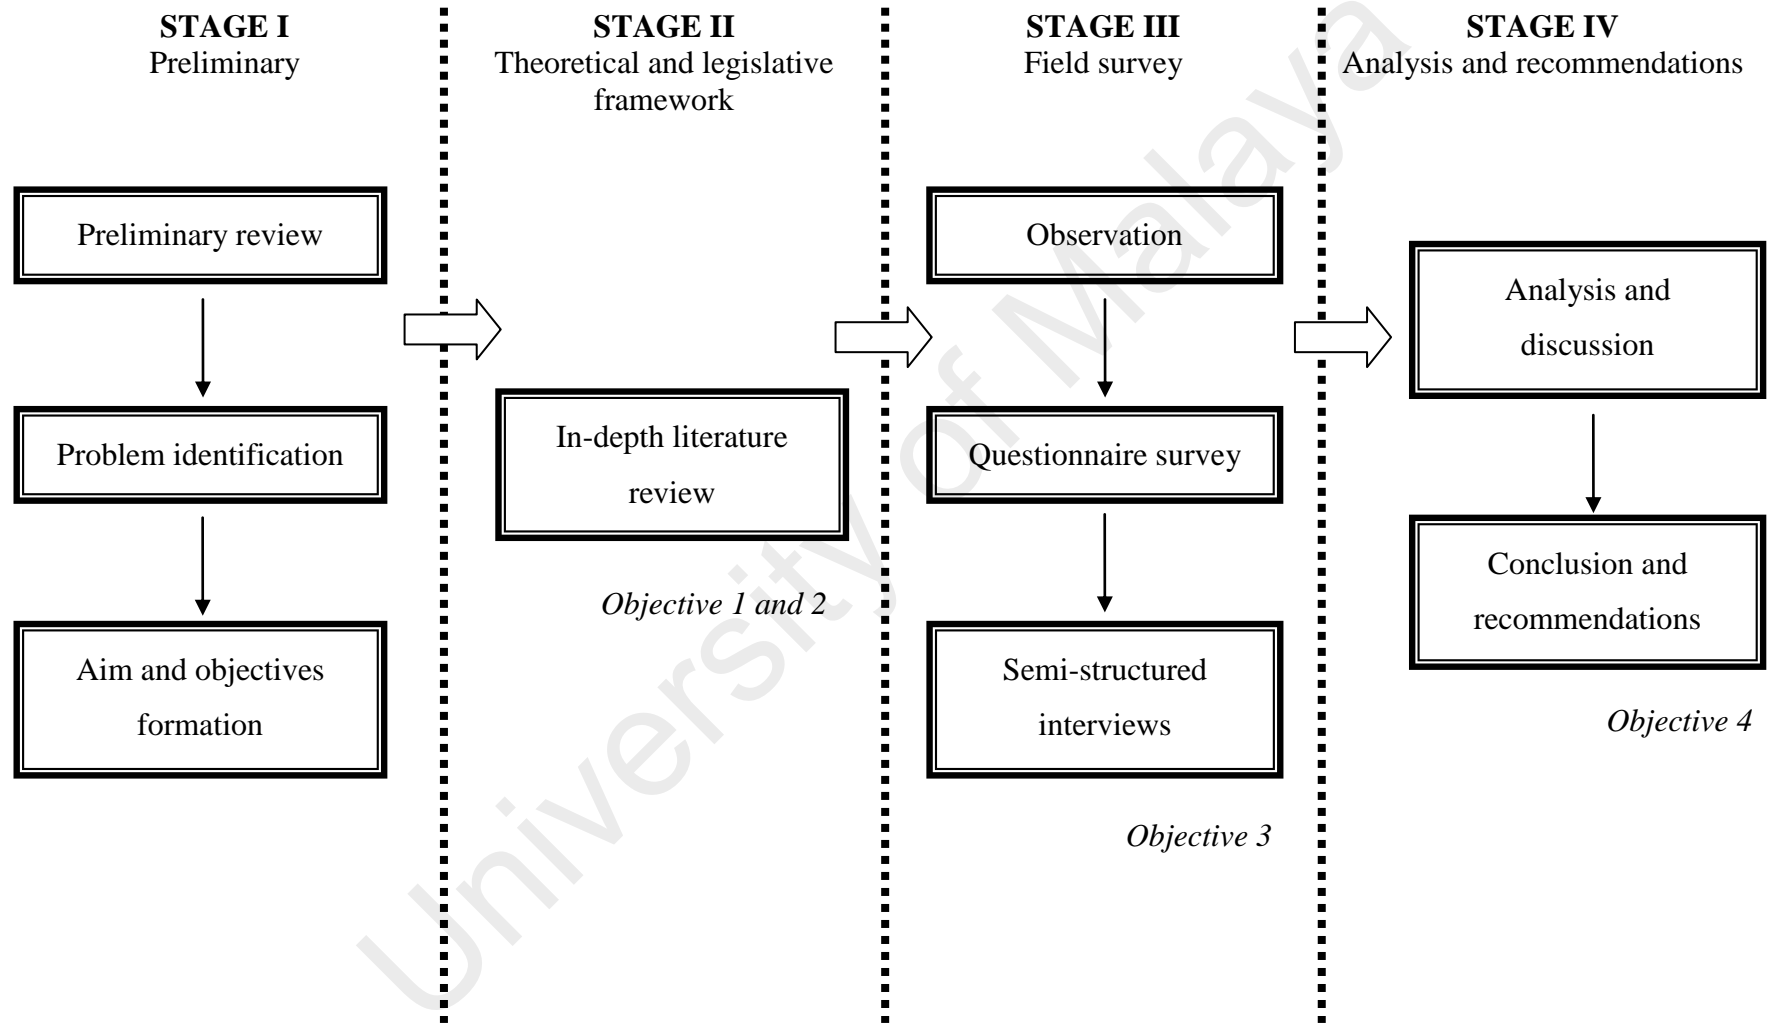 STAGE I
Preliminary
Preliminary review
Problem identification
Aim and objectives
formation
STAGE II
Theoretical and legislative
framework
In-depth literature
review
Objective 1 and 2
STAGE III
Field survey
Observation
Questionnaire survey
Semi-structured
interviews
Objective 3
STAGE IV
Analysis and recommendations
Analysis and
discussion
Conclusion and
recommendations
Objective 4
University of Malaya